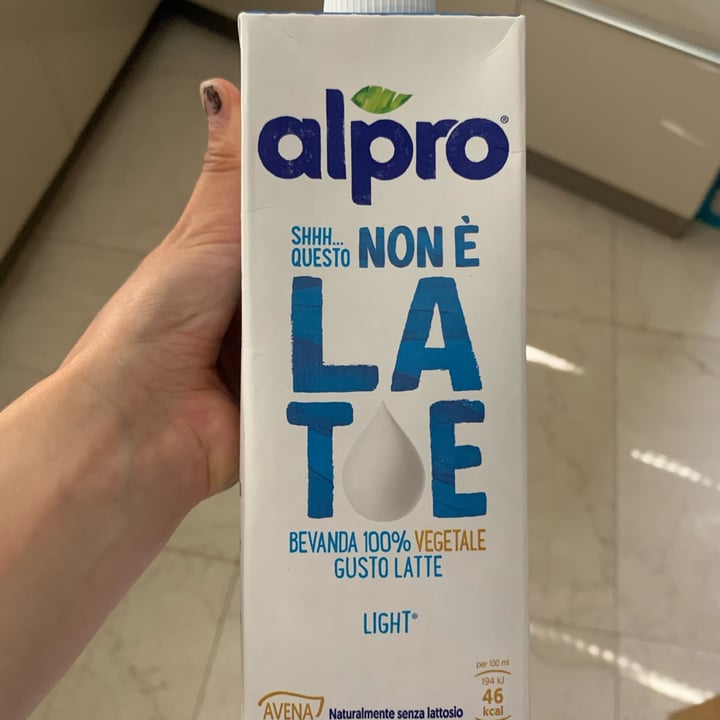 alpro®
SHHH...
QUESTO NON È
LA
T E
BEVANDA 100% VEGETALE
GUSTO LATTE
LIGHT*
per 100 ml
194 kJ
46
kcal
AVENA
Naturalmente senza lattosio